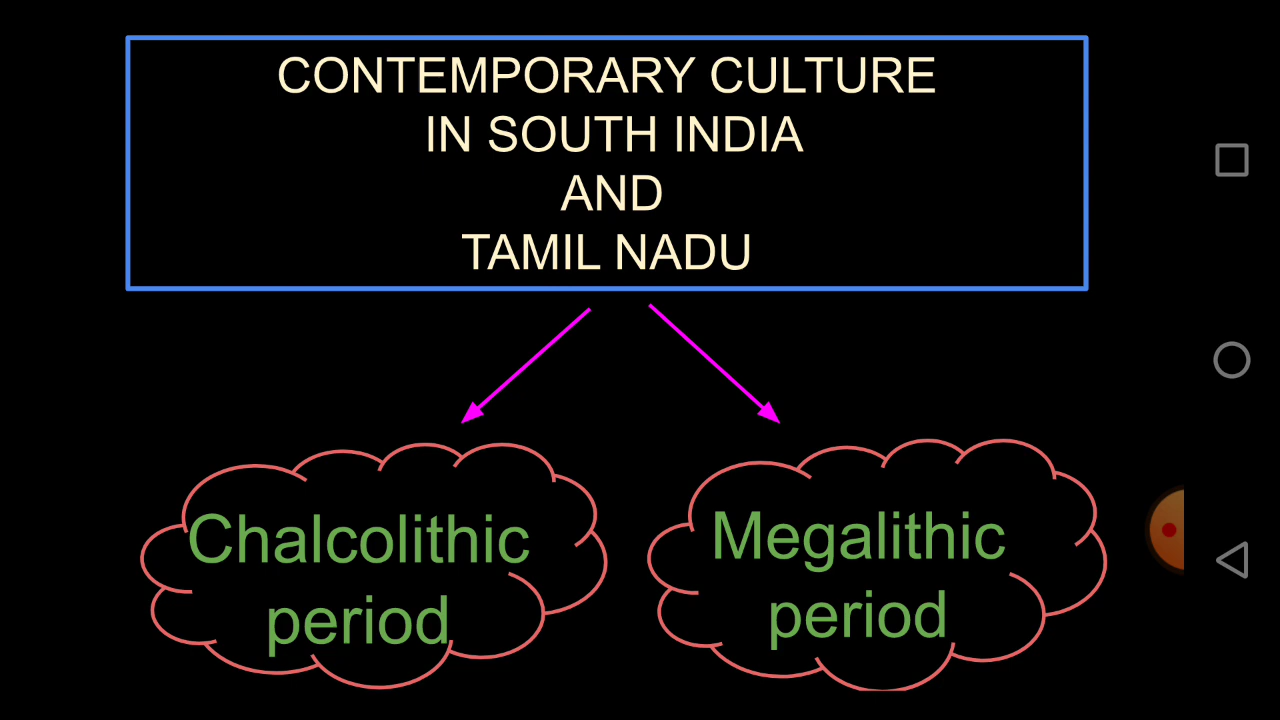 CONTEMPORARY CULTURE
IN SOUTH INDIA
AND
TAMIL NADU
Chalcolithic
period
Megalithic
period